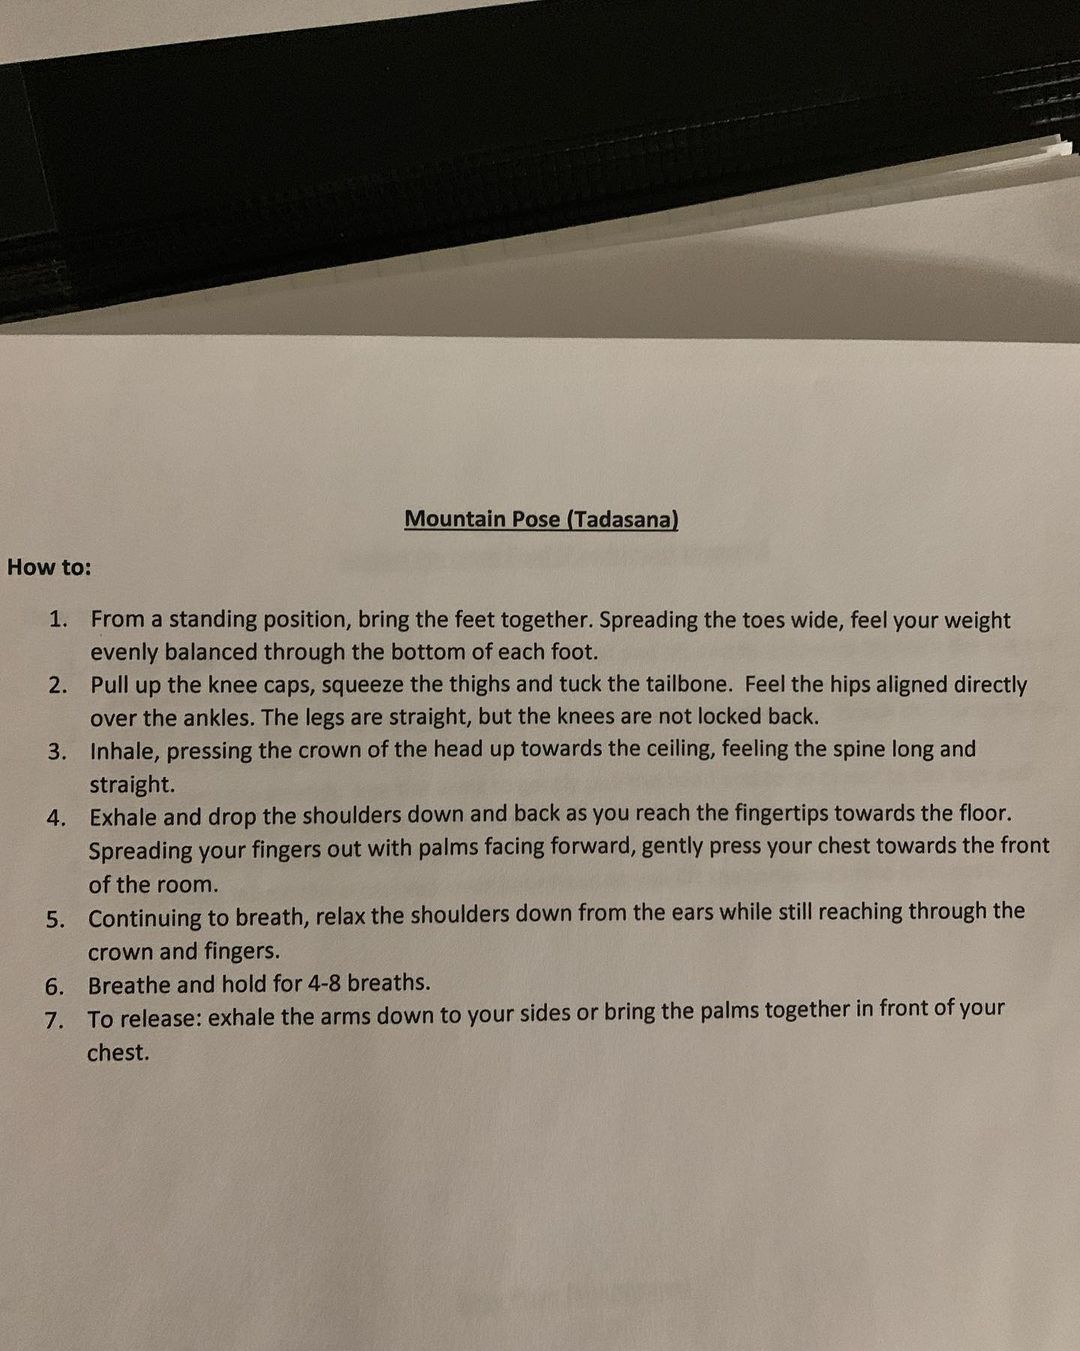 Mountain Pose (Tadasana)
How to:
1. From a standing position, bring the feet together. Spreading the toes wide, feel your weight
evenly balanced through the bottom of each foot.
2. Pull up the knee caps, squeeze the thighs and tuck the tailbone. Feel the hips aligned directly
over the ankles. The legs are straight, but the knees are not locked back.
3. Inhale, pressing the crown of the head up towards the ceiling, feeling the spine long and
straight.
4. Exhale and drop the shoulders down and back as you reach the fingertips towards the floor.
Spreading your fingers out with palms facing forward, gently press your chest towards the front
of the room.
5. Continuing to breath, relax the shoulders down from the ears while still reaching through the
crown and fingers.
6. Breathe and hold for 4-8 breaths.
7. To release: exhale the arms down to your sides or bring the palms together in front of your
chest.